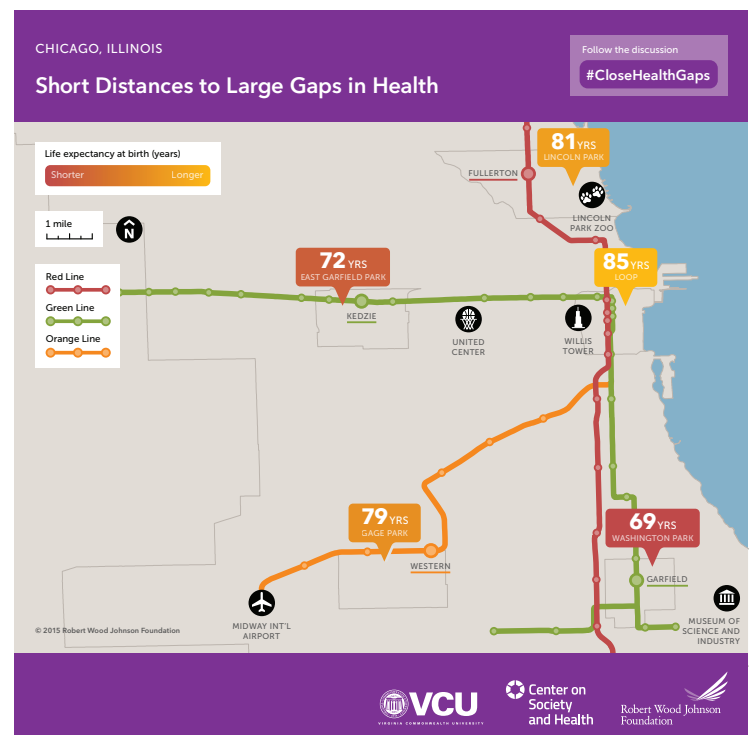 CHICAGO, ILLINOIS
Short Distances to Large Gaps in Health
Follow the discussion
#CloseHealthGaps
Life expectancy at birth (years)
Shorter Longer
1 mile
N
Red Line
Green Line
Orange Line
81 YRS
LINCOLN PARK
FULLERTON
LINCOLN
PARK ZOO
72 YRS
EAST GARFIELD PARK
KEDZIE
85 YRS
LOOP
UNITED
CENTER
WILLIS
TOWER
79 YRS
GAGE PARK
WESTERN
69 YRS
WASHINGTON PARK
GARFIELD
MIDWAY INT'L
AIRPORT
MUSEUM OF
SCIENCE AND
INDUSTRY
© 2015 Robert Wood Johnson Foundation
VCU
VIRGINIA COMMONWEALTH UNIVERSITY
Center on
Society
and Health
Robert Wood Johnson
Foundation